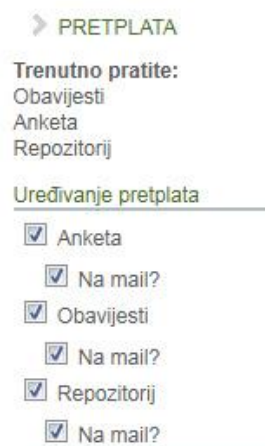 PRETPLATA
Trenutno pratite:
Obavijesti
Anketa
Repozitorij
Uređivanje pretplata
Anketa
Na mail?
Obavijesti
Na mail?
Repozitorij
Na mail?